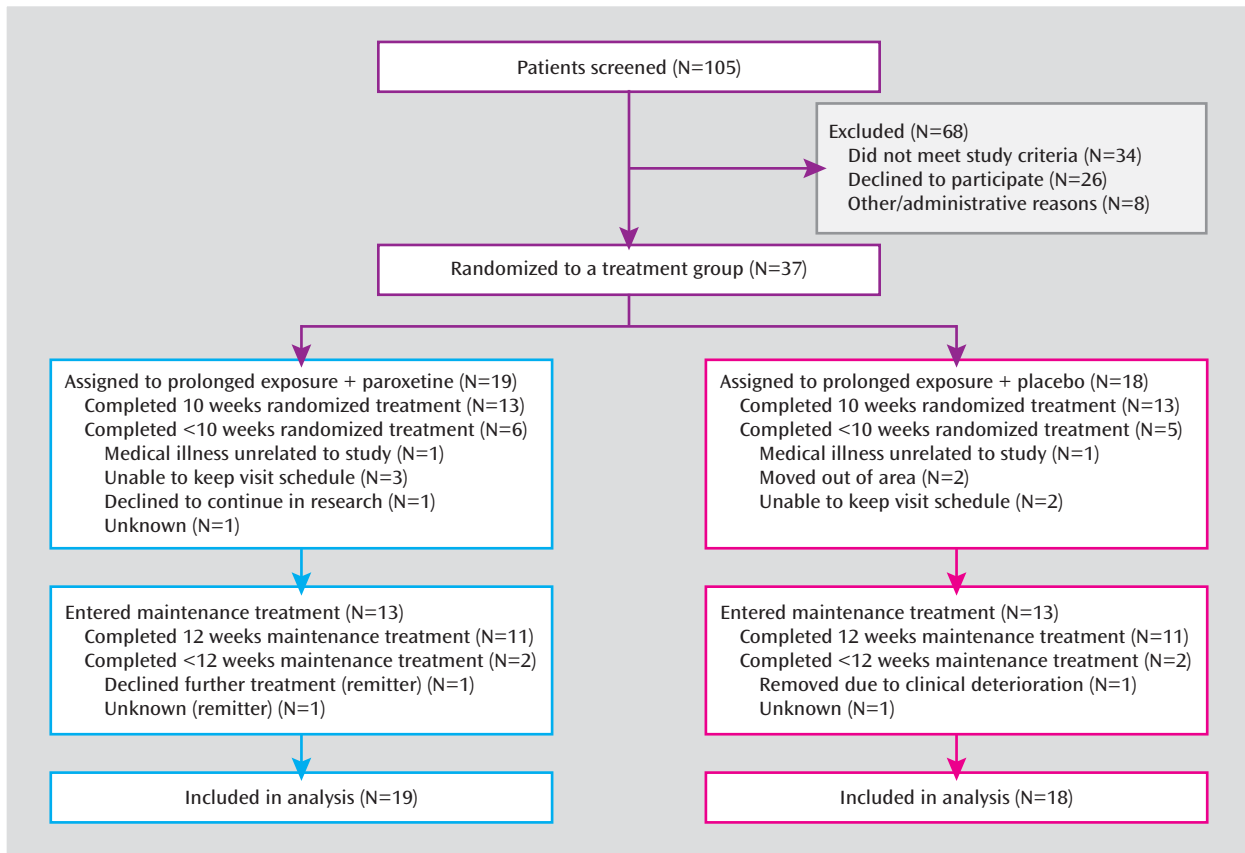 Patients screened (N=105)
Excluded (N=68)
Did not meet study criteria (N=34)
Declined to participate (N=26)
Other/administrative reasons (N=8)
Randomized to a treatment group (N=37)
Assigned to prolonged exposure + paroxetine (N=19)
Completed 10 weeks randomized treatment (N=13)
Completed <10 weeks randomized treatment (N=6)
Medical illness unrelated to study (N=1)
Unable to keep visit schedule (N=3)
Declined to continue in research (N=1)
Unknown (N=1)
Assigned to prolonged exposure + placebo (N=18)
Completed 10 weeks randomized treatment (N=13)
Completed <10 weeks randomized treatment (N=5)
Medical illness unrelated to study (N=1)
Moved out of area (N=2)
Unable to keep visit schedule (N=2)
Entered maintenance treatment (N=13)
Completed 12 weeks maintenance treatment (N=11)
Completed <12 weeks maintenance treatment (N=2)
Declined further treatment (remitter) (N=1)
Unknown (remitter) (N=1)
Entered maintenance treatment (N=13)
Completed 12 weeks maintenance treatment (N=11)
Completed <12 weeks maintenance treatment (N=2)
Removed due to clinical deterioration (N=1)
Unknown (N=1)
Included in analysis (N=19)
Included in analysis (N=18)